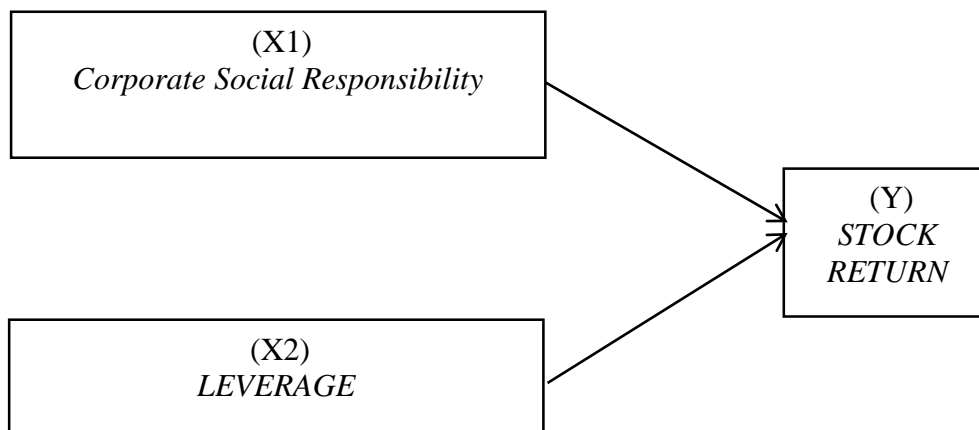 (X1)
Corporate Social Responsibility
(Y)
STOCK
RETURN
(X2)
LEVERAGE